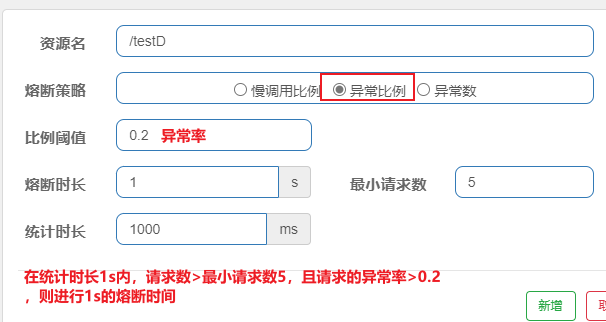 资源名 /testD
熔断策略 慢调用比例 异常比例 异常数
比例阈值 0.2 异常率
熔断时长 1 s 最小请求数 5
统计时长 1000 ms
在统计时长1s内，请求数>最小请求数5，且请求的异常率>0.2
，则进行1s的熔断时间
新增 取